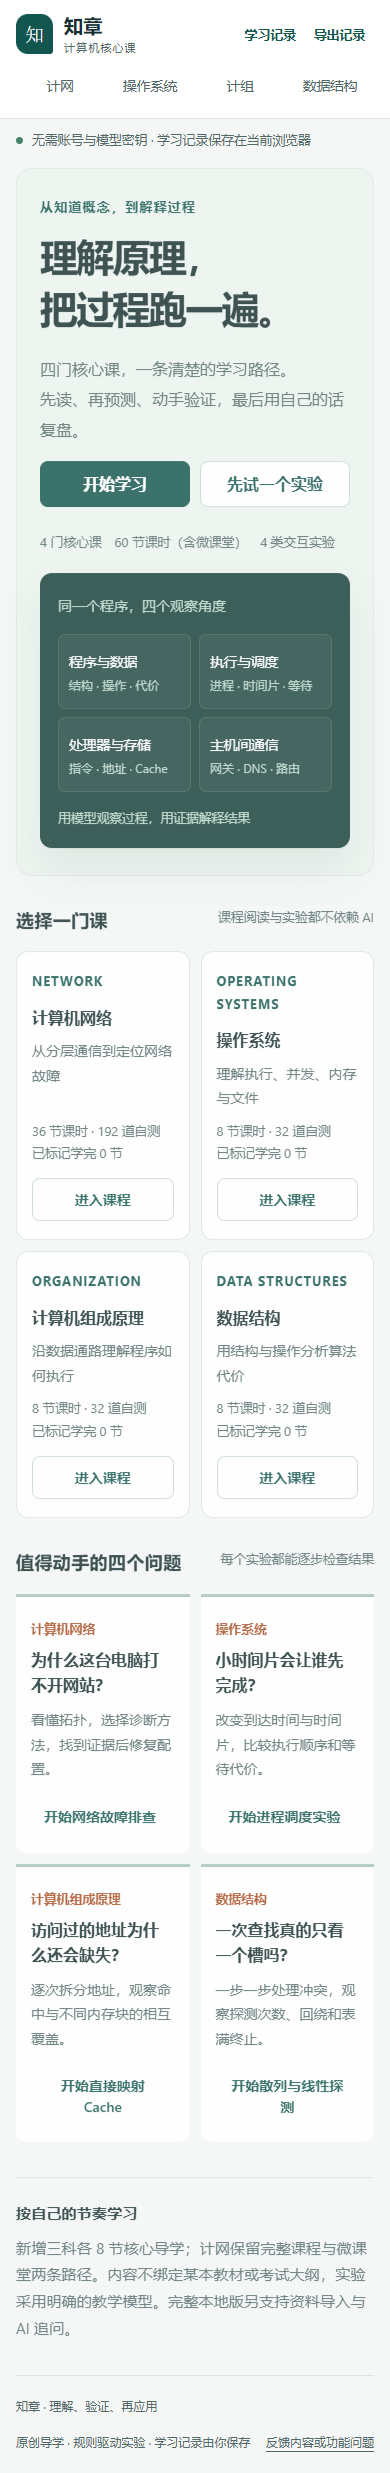 知
知章
计算机核心课
学习记录 导出记录
计网 操作系统 计组 数据结构
无需账号与模型密钥 · 学习记录保存在当前浏览器
从知道概念，到解释过程
理解原理，
把过程跑一遍。
四门核心课，一条清楚的学习路径。
先读、再预测、动手验证，最后用自己的话
复盘。
开始学习 先试一个实验
4 门核心课 60 节课时（含微课堂） 4 类交互实验
同一个程序，四个观察角度
程序与数据
结构 · 操作 · 代价
执行与调度
进程 · 时间片 · 等待
处理器与存储
指令 · 地址 · Cache
主机间通信
网关 · DNS · 路由
用模型观察过程，用证据解释结果
选择一门课
课程阅读与实验都不依赖 AI
NETWORK
计算机网络
从分层通信到定位网络
故障
36 节课时 · 192 道自测
已标记学完 0 节
进入课程
OPERATING
SYSTEMS
操作系统
理解执行、并发、内存
与文件
8 节课时 · 32 道自测
已标记学完 0 节
进入课程
ORGANIZATION
计算机组成原理
沿数据通路理解程序如
何执行
8 节课时 · 32 道自测
已标记学完 0 节
进入课程
DATA STRUCTURES
数据结构
用结构与操作分析算法
代价
8 节课时 · 32 道自测
已标记学完 0 节
进入课程
值得动手的四个问题
每个实验都能逐步检查结果
计算机网络
为什么这台电脑打
不开网站？
看懂拓扑，选择诊断方
法，找到证据后修复配
置。
开始网络故障排查
操作系统
小时间片会让谁先
完成？
改变到达时间与时间
片，比较执行顺序和等
待代价。
开始进程调度实验
计算机组成原理
访问过的地址为什
么还会缺失？
逐次拆分地址，观察命
中与不同内存块的相互
覆盖。
开始直接映射
Cache
数据结构
一次查找真的只看
一个槽吗？
一步一步处理冲突，观
察探测次数、回绕和表
满终止。
开始散列与线性探
测
按自己的节奏学习
新增三科各 8 节核心导学；计网保留完整课程与微课
堂两条路径。内容不绑定某本教材或考试大纲，实验
采用明确的教学模型。完整本地版另支持资料导入与
AI 追问。
知章 · 理解、验证、再应用
原创导学 · 规则驱动实验 · 学习记录由你保存 反馈内容或功能问题